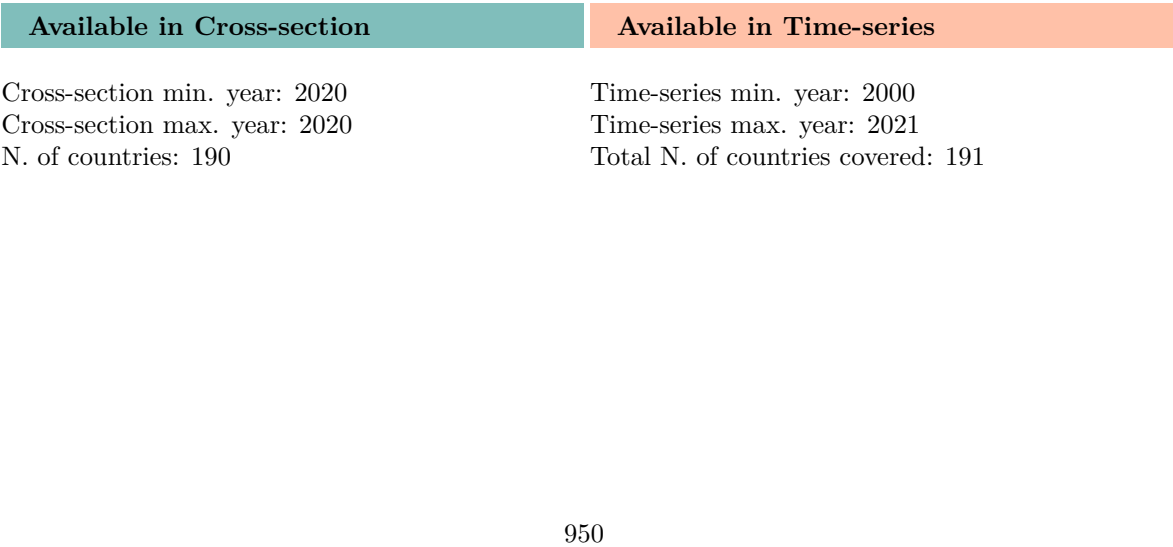 Available in Cross-section
Cross-section min. year: 2020
Cross-section max. year: 2020
N. of countries: 190
Available in Time-series
Time-series min. year: 2000
Time-series max. year: 2021
Total N. of countries covered: 191
950